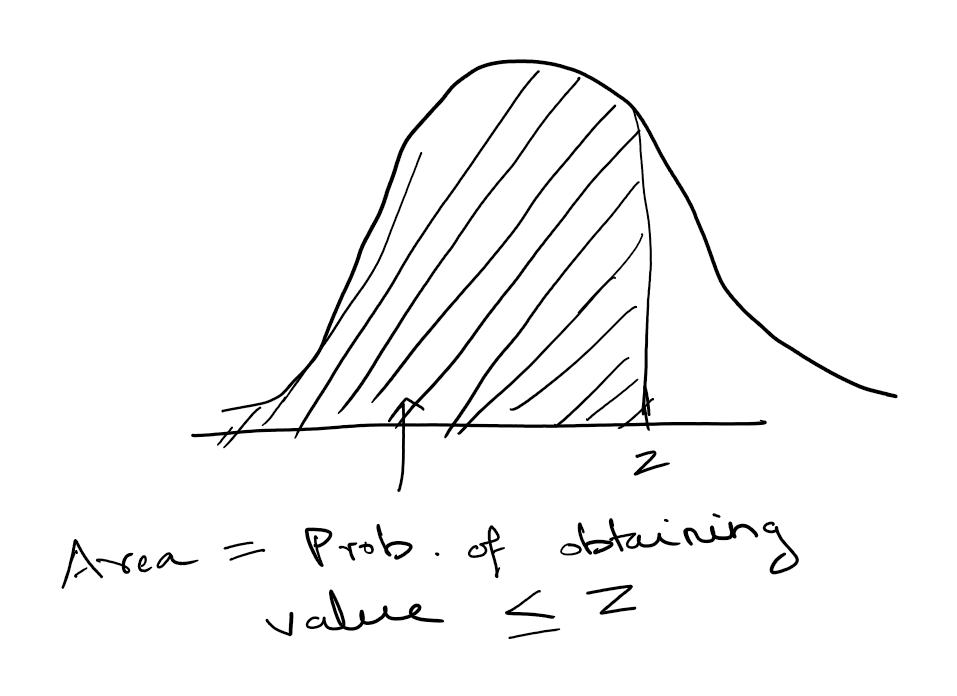 z
Area = Prob. of obtaining
value ≤ z